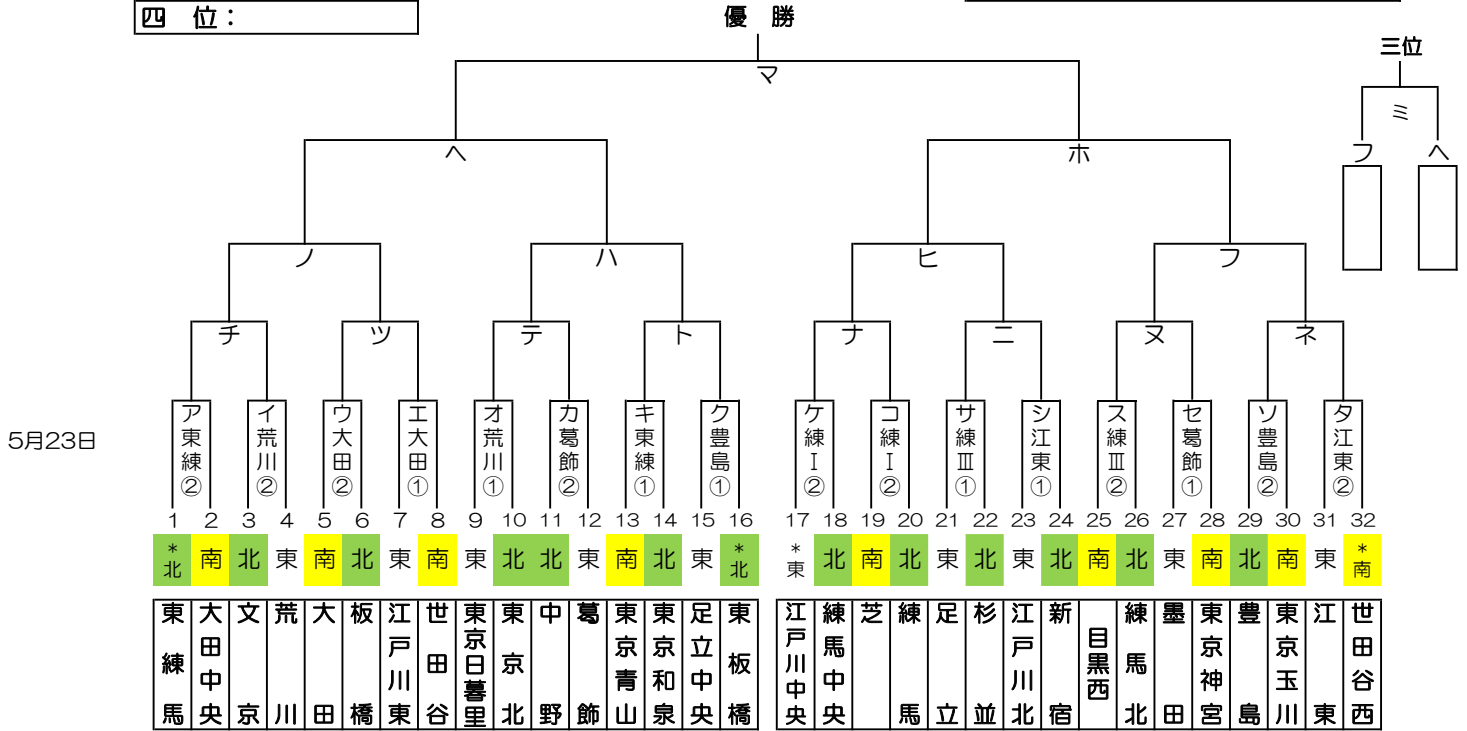 四 位：
優 勝
三位
マ
ミ
ヘ ホ
フ ヘ
ノ ハ ヒ フ
チ ツ テ ト ナ ニ ヌ ネ
5月23日
ア東練②
イ荒川②
ウ大田②
エ大田①
オ荒川①
カ葛飾②
キ東練①
ク豊島①
ケ練Ⅰ②
コ練Ⅰ②
サ練Ⅲ①
シ江東①
ス練Ⅲ②
セ葛飾①
ソ豊島②
タ江東②
1 2 3 4 5 6 7 8 9 10 11 12 13 14 15 16 17 18 19 20 21 22 23 24 25 26 27 28 29 30 31 32
*北 南 北 東 南 北 東 南 東 北 北 東 南 北 東 *北 *東 北 南 北 東 北 東 北 南 北 東 南 北 南 東 *南
東練馬
大田中央
文京
荒川
大田
板橋
江戸川東
世田谷
東京日暮里
東京北
中野
葛飾
東京青山
東京和泉
足立中央
東板橋
江戸川中央
練馬中央
芝
練馬
足立
杉並
江戸川北
新宿
目黒西
練馬北
墨田
東京神宮
豊島
東京玉川
江東
世田谷西